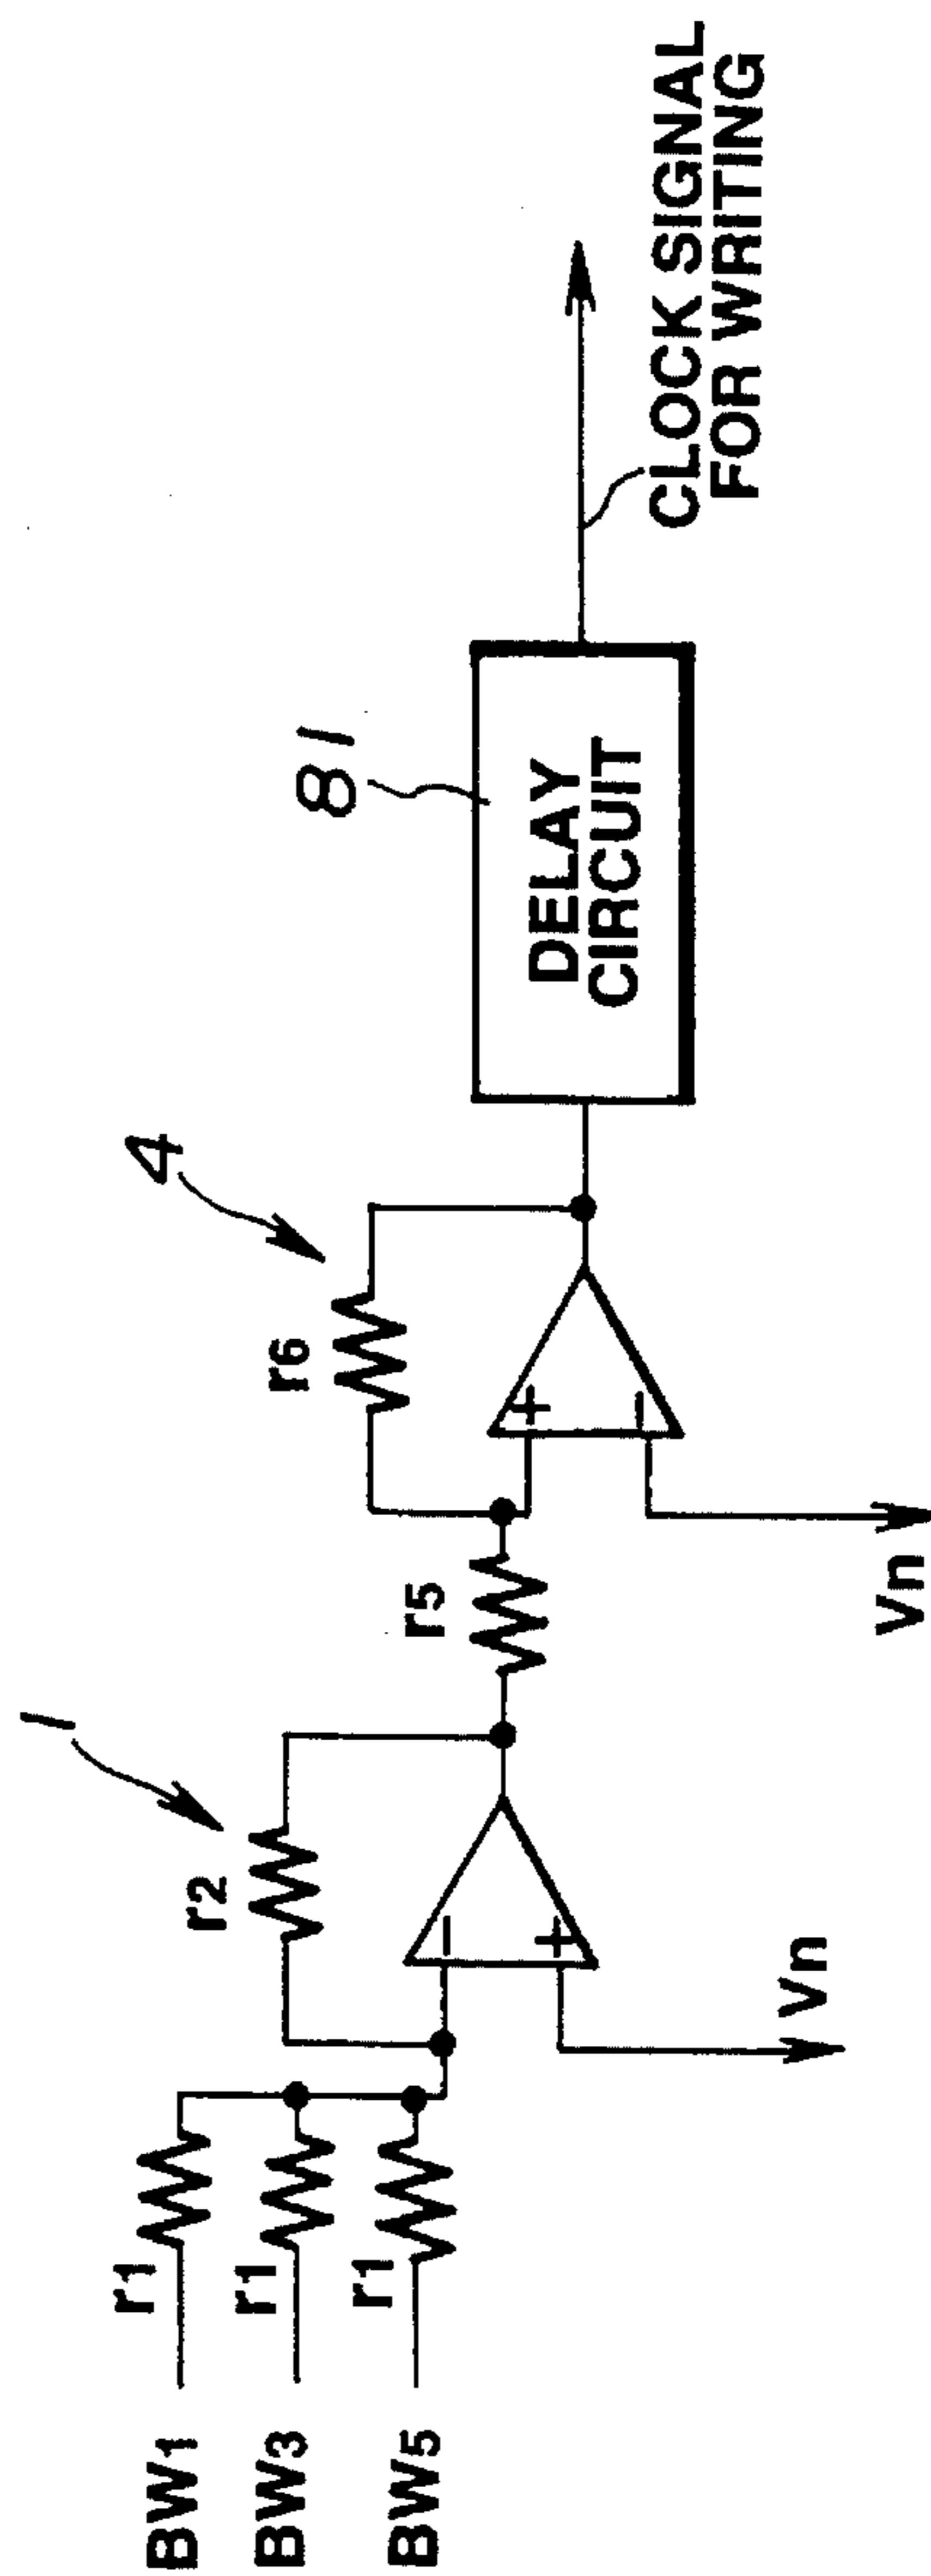 BW1
BW3
BW5
r1
r1
r1
r2
1
−
+
Vn
r5
r6
4
+
−
Vn
81
DELAY
CIRCUIT
CLOCK SIGNAL
FOR WRITING